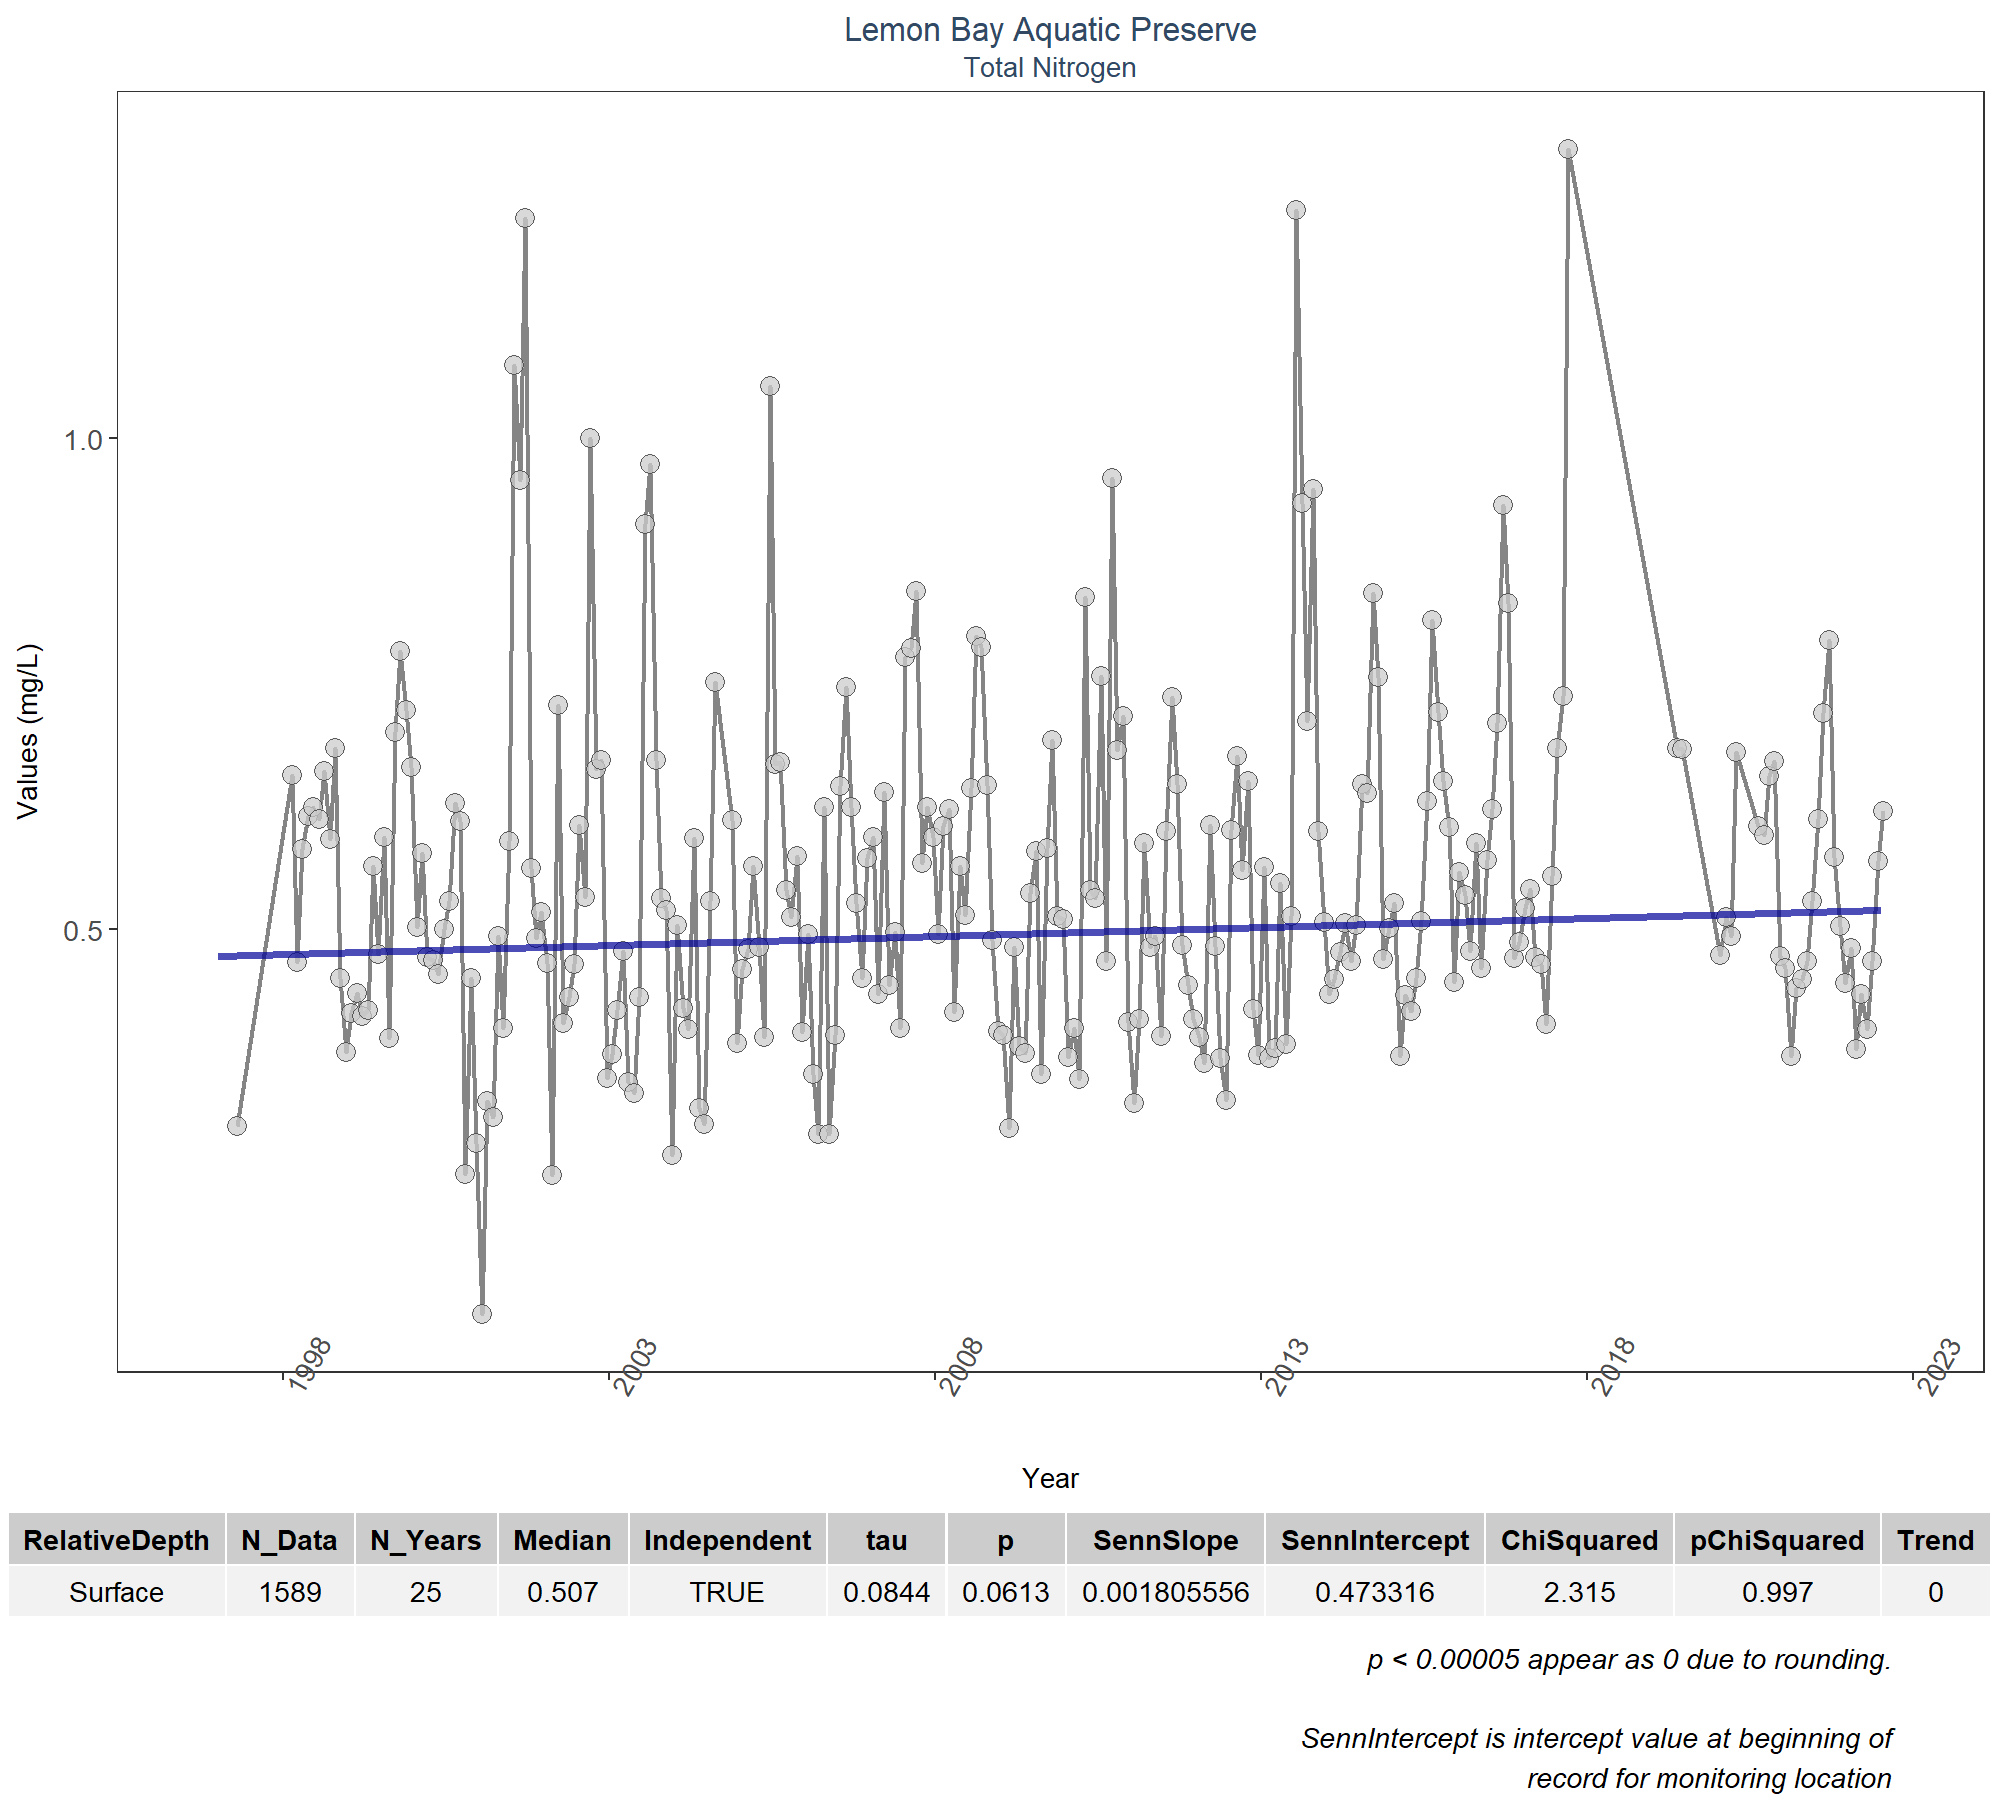 Lemon Bay Aquatic Preserve
Total Nitrogen
1.0
0.5
Values (mg/L)
1998
2003
2008
2013
2018
2023
Year
RelativeDepth N_Data N_Years Median Independent tau p SennSlope SennIntercept ChiSquared pChiSquared Trend
Surface 1589 25 0.507 TRUE 0.0844 0.0613 0.001805556 0.473316 2.315 0.997 0
p < 0.00005 appear as 0 due to rounding.
SennIntercept is intercept value at beginning of
record for monitoring location